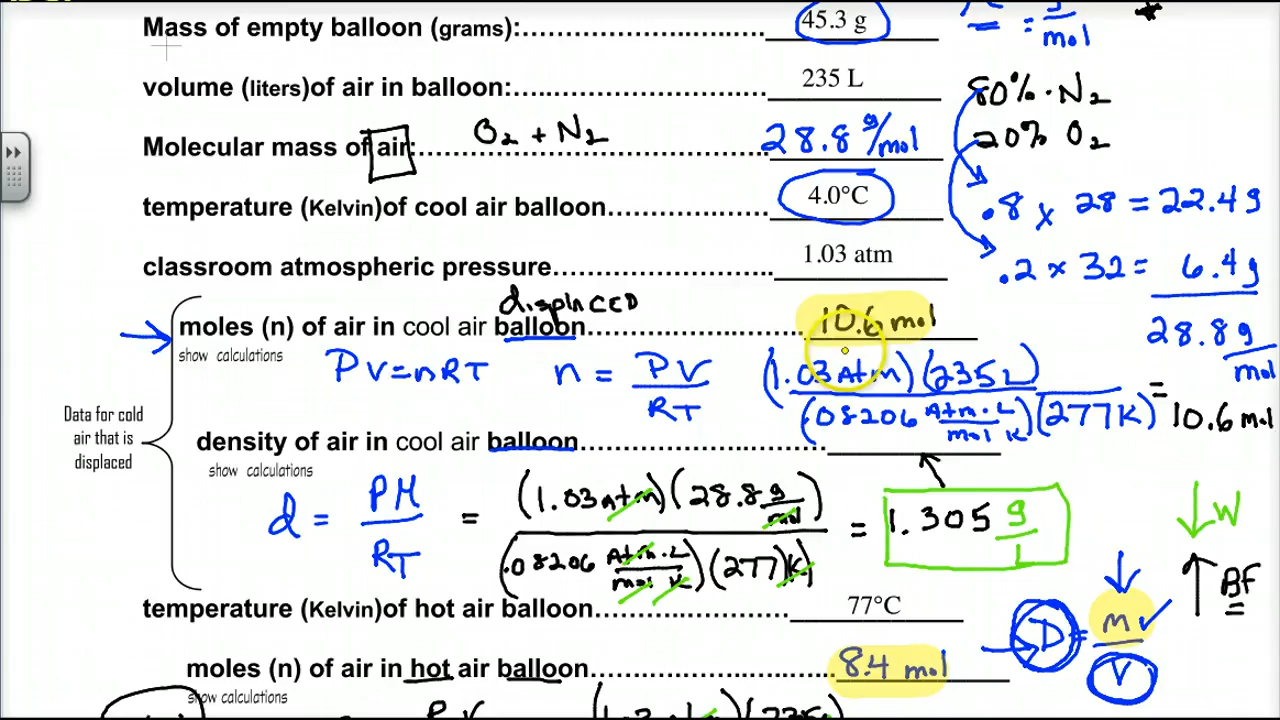 Mass of empty balloon (grams):.............................. 45.3 g
g/mol
volume (liters)of air in balloon:.............................. 235 L
80% · N₂
Molecular mass of air:.............................. O₂ + N₂ 28.8 g/mol
20% O₂
temperature (Kelvin)of cool air balloon.................... 4.0°C
.8 x 28 = 22.4g
classroom atmospheric pressure.............................. 1.03 atm
.2 x 32 = 6.4g
displaced
moles (n) of air in cool air balloon.............................. 10.6 mol
28.8 g/mol
show calculations
PV=nRT n = PV/RT (1.03 Atm)(235L)/(.08206 Atm·L/mol K)(277K) = 10.6 mol
Data for cold
air that is
displaced
density of air in cool air balloon..............................
show calculations
d = PM/RT = (1.03 Atm)(28.8 g/mol)/(.08206 Atm·L/mol K)(277)K) = 1.305 g/L
↓W
↑BF
temperature (Kelvin)of hot air balloon.................... 77°C
D = m/V
moles (n) of air in hot air balloon.............................. 8.4 mol
show calculations